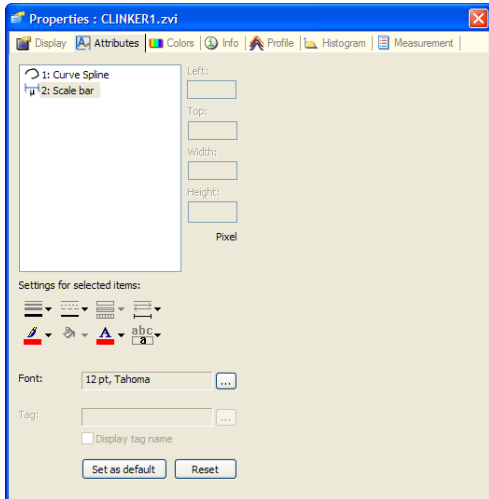 Properties : CLINKER1.zvi
Display Attributes Colors Info Profile Histogram Measurement
1: Curve Spline
2: Scale bar
Left:
Top:
Width:
Height:
Pixel
Settings for selected items:
A abc
a
Font: 12 pt, Tahoma ...
Tag: ...
Display tag name
Set as default Reset